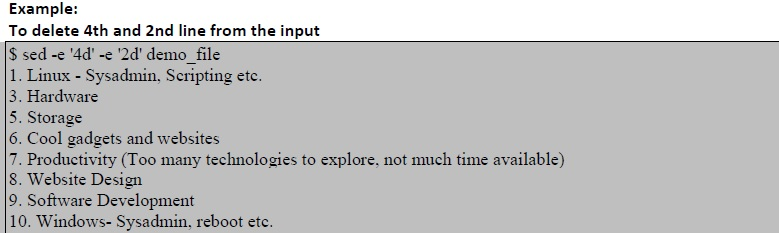 Example:
To delete 4th and 2nd line from the input
$ sed -e '4d' -e '2d' demo_file
1. Linux - Sysadmin, Scripting etc.
3. Hardware
5. Storage
6. Cool gadgets and websites
7. Productivity (Too many technologies to explore, not much time available)
8. Website Design
9. Software Development
10. Windows- Sysadmin, reboot etc.